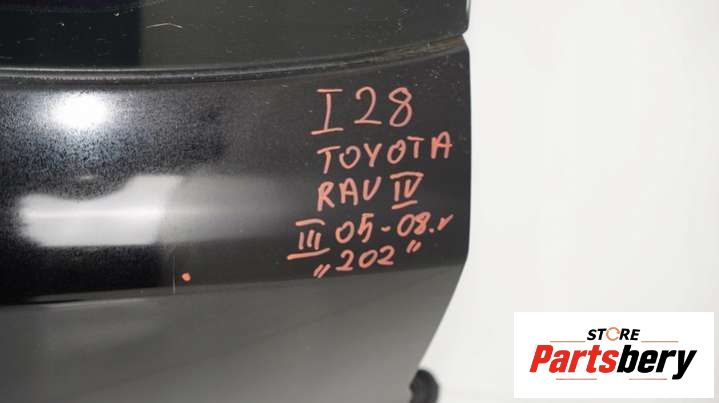 I28
TOYOTA
RAV IV
III 05-08.v
"202"
STORE
Partsbery